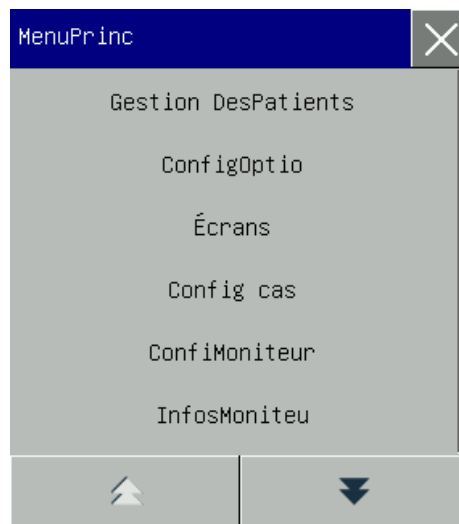 MenuPrinc
Gestion DesPatients
ConfigOptio
Écrans
Config cas
ConfiMoniteur
InfosMoniteu